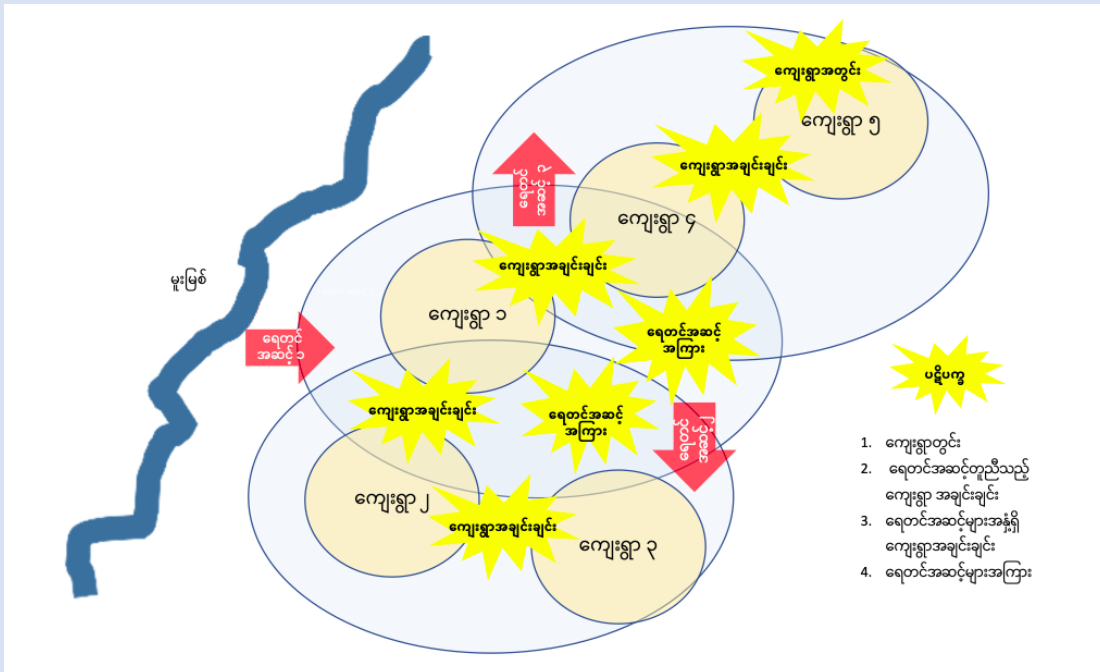 ကျေးရွာအတွင်း
ကျေးရွာ ၅
ကျေးရွာအချင်းချင်း
ရေတင်
အဆင့် ၃
ကျေးရွာ ၄
ကျေးရွာအချင်းချင်း
မူးမြစ်
ကျေးရွာ ၁
ရေတင်
အဆင့် ၁
ရေတင်အဆင့်
အကြား
ကျေးရွာအချင်းချင်း
ရေတင်အဆင့်
အကြား
ရေတင်
အဆင့်၂
ကျေးရွာ ၂
ကျေးရွာအချင်းချင်း
ကျေးရွာ ၃
ပဋိပက္ခ
1. ကျေးရွာတွင်း
2. ရေတင်အဆင့်တူညီသည့်
ကျေးရွာ အချင်းချင်း
3. ရေတင်အဆင့်များအနှံ့ရှိ
ကျေးရွာအချင်းချင်း
4. ရေတင်အဆင့်များအကြား